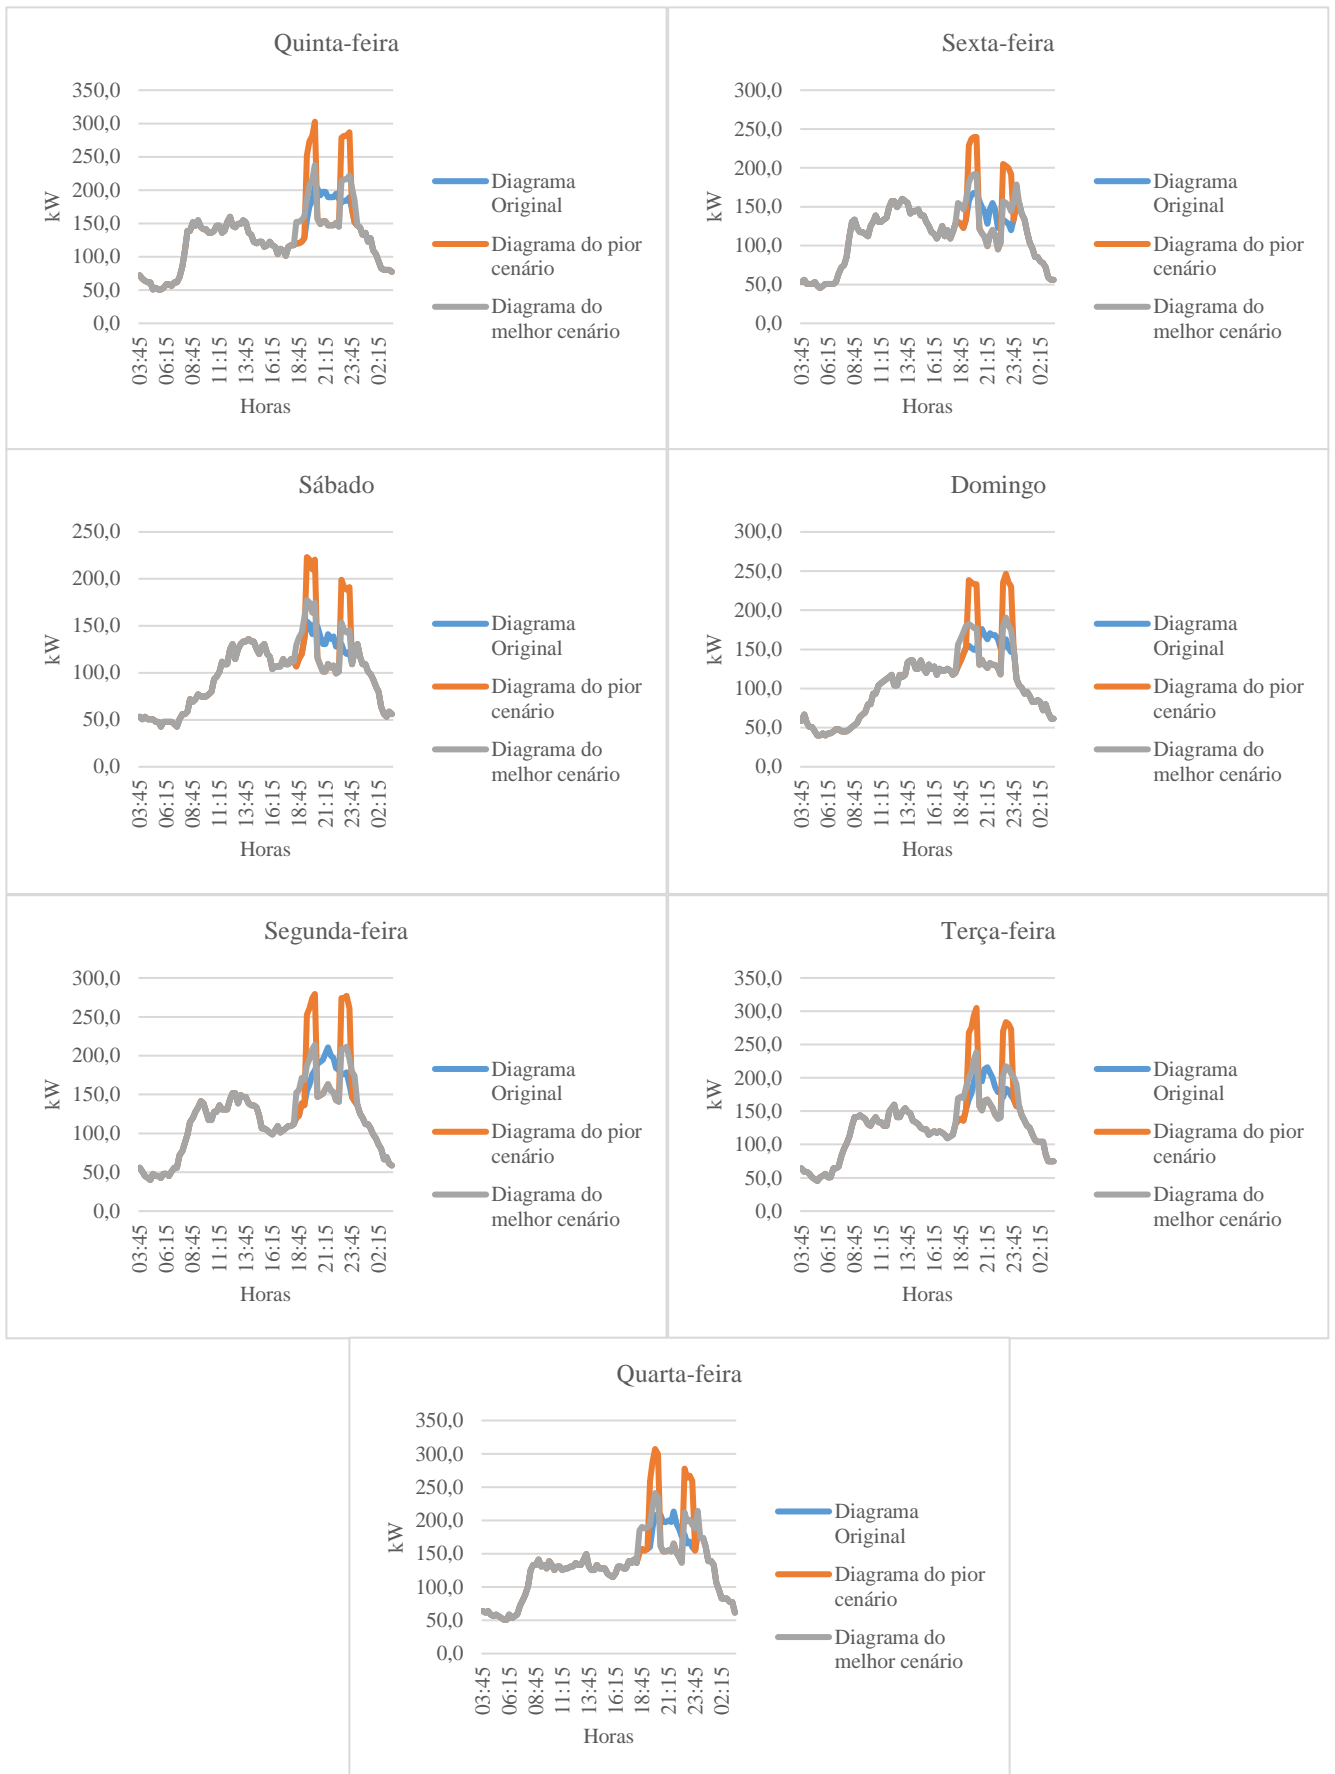 Quinta-feira
350,0
300,0
250,0
200,0
150,0
100,0
50,0
0,0
kW
03:45
06:15
08:45
11:15
13:45
16:15
18:45
21:15
23:45
02:15
Horas
Diagrama
Original
Diagrama do pior
cenário
Diagrama do
melhor cenário
Sexta-feira
300,0
250,0
200,0
150,0
100,0
50,0
0,0
kW
03:45
06:15
08:45
11:15
13:45
16:15
18:45
21:15
23:45
02:15
Horas
Diagrama
Original
Diagrama do pior
cenário
Diagrama do
melhor cenário
Sábado
250,0
200,0
150,0
100,0
50,0
0,0
kW
03:45
06:15
08:45
11:15
13:45
16:15
18:45
21:15
23:45
02:15
Horas
Diagrama
Original
Diagrama do pior
cenário
Diagrama do
melhor cenário
Domingo
300,0
250,0
200,0
150,0
100,0
50,0
0,0
kW
03:45
06:15
08:45
11:15
13:45
16:15
18:45
21:15
23:45
02:15
Horas
Diagrama
Original
Diagrama do pior
cenário
Diagrama do
melhor cenário
Segunda-feira
300,0
250,0
200,0
150,0
100,0
50,0
0,0
kW
03:45
06:15
08:45
11:15
13:45
16:15
18:45
21:15
23:45
02:15
Horas
Diagrama
Original
Diagrama do pior
cenário
Diagrama do
melhor cenário
Terça-feira
350,0
300,0
250,0
200,0
150,0
100,0
50,0
0,0
kW
03:45
06:15
08:45
11:15
13:45
16:15
18:45
21:15
23:45
02:15
Horas
Diagrama
Original
Diagrama do pior
cenário
Diagrama do
melhor cenário
Quarta-feira
350,0
300,0
250,0
200,0
150,0
100,0
50,0
0,0
kW
03:45
06:15
08:45
11:15
13:45
16:15
18:45
21:15
23:45
02:15
Horas
Diagrama
Original
Diagrama do pior
cenário
Diagrama do
melhor cenário